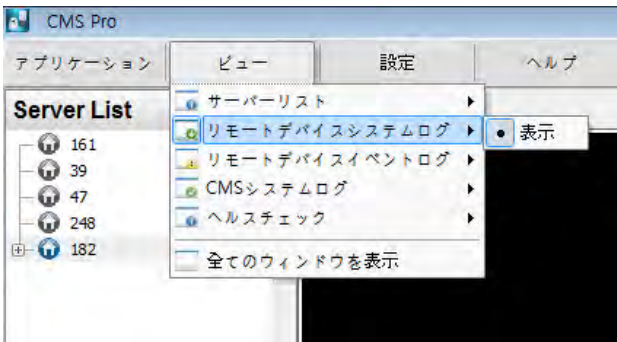 CMS Pro
アプリケーション ビュー 設定 ヘルプ
Server List
161
39
47
248
182
サーバーリスト
リモートデバイスシステムログ 表示
リモートデバイスイベントログ
CMSシステムログ
ヘルスチェック
全てのウィンドウを表示